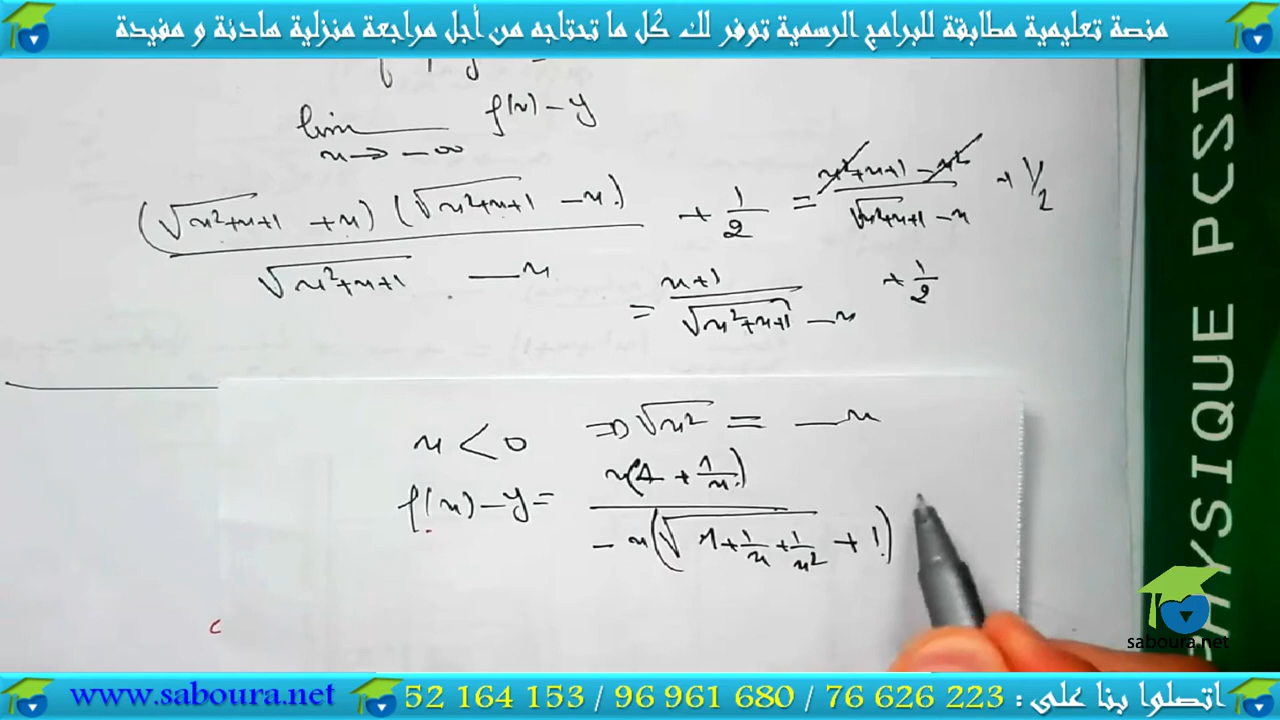 منصة تعليمية مطابقة للبرامج الرسمية توفر لك كل ما تحتاجه من أجل مراجعة منزلية هادئة و مفيدة
lim f(x) - y
x → -∞
(√(x²+x+1) + x)(√(x²+x+1) - x) / (√(x²+x+1) - x) + 1/2 = (x²+x+1 - x²) / (√(x²+x+1) - x) + 1/2
= (x+1) / (√(x²+x+1) - x) + 1/2
x < 0 ⇒ √x² = -x
f(x) - y = x(1 + 1/x) / -x(√(1 + 1/x + 1/x²) + 1)
PHYSIQUE PCSI
saboura.net
www.saboura.net 52 164 153 / 96 961 680 / 76 626 223 اتصلوا بنا على :